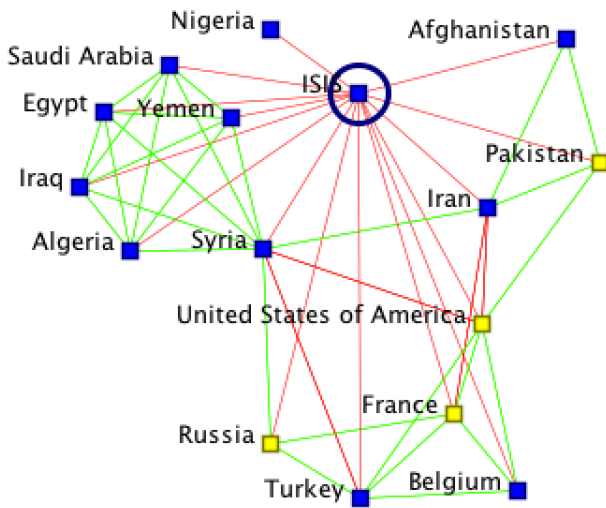 Nigeria
Afghanistan
Saudi Arabia
ISIS
Egypt
Yemen
Pakistan
Iraq
Iran
Algeria
Syria
United States of America
France
Russia
Belgium
Turkey